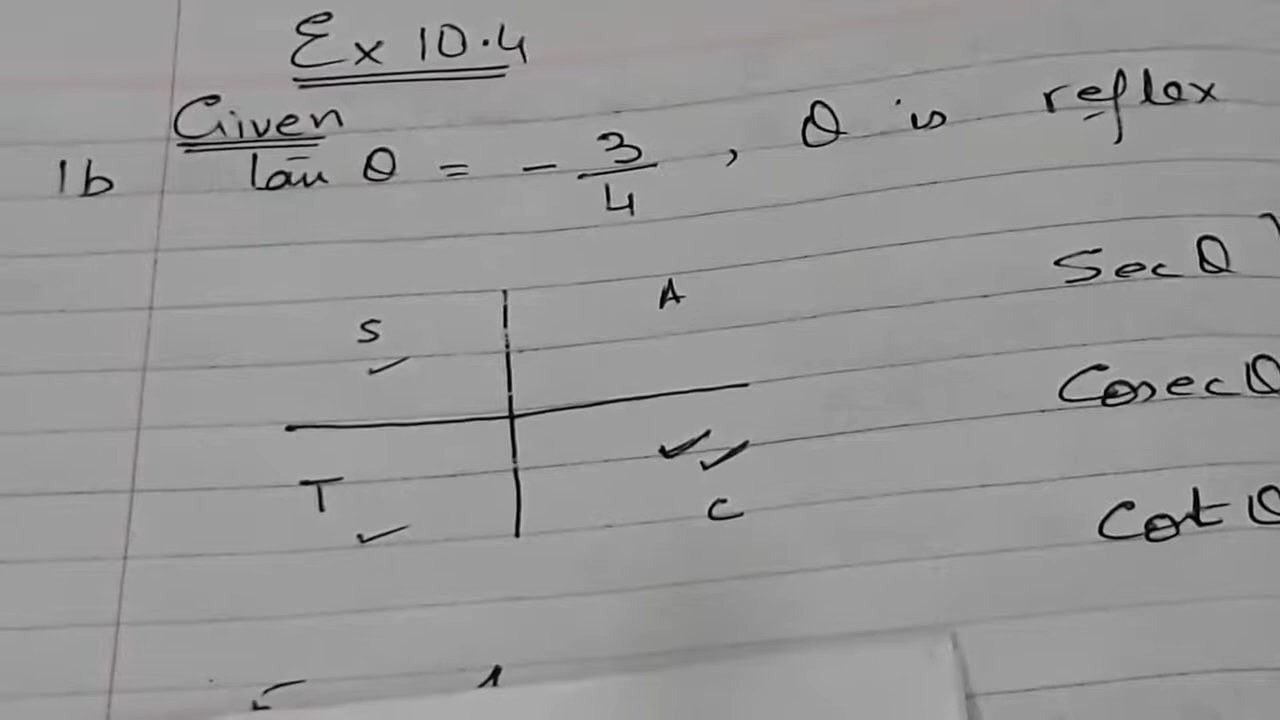 Ex 10.4
Given
1b tan θ = - 3/4 , θ is reflex
Sec θ
S A
Cosec θ
T C
Cot θ